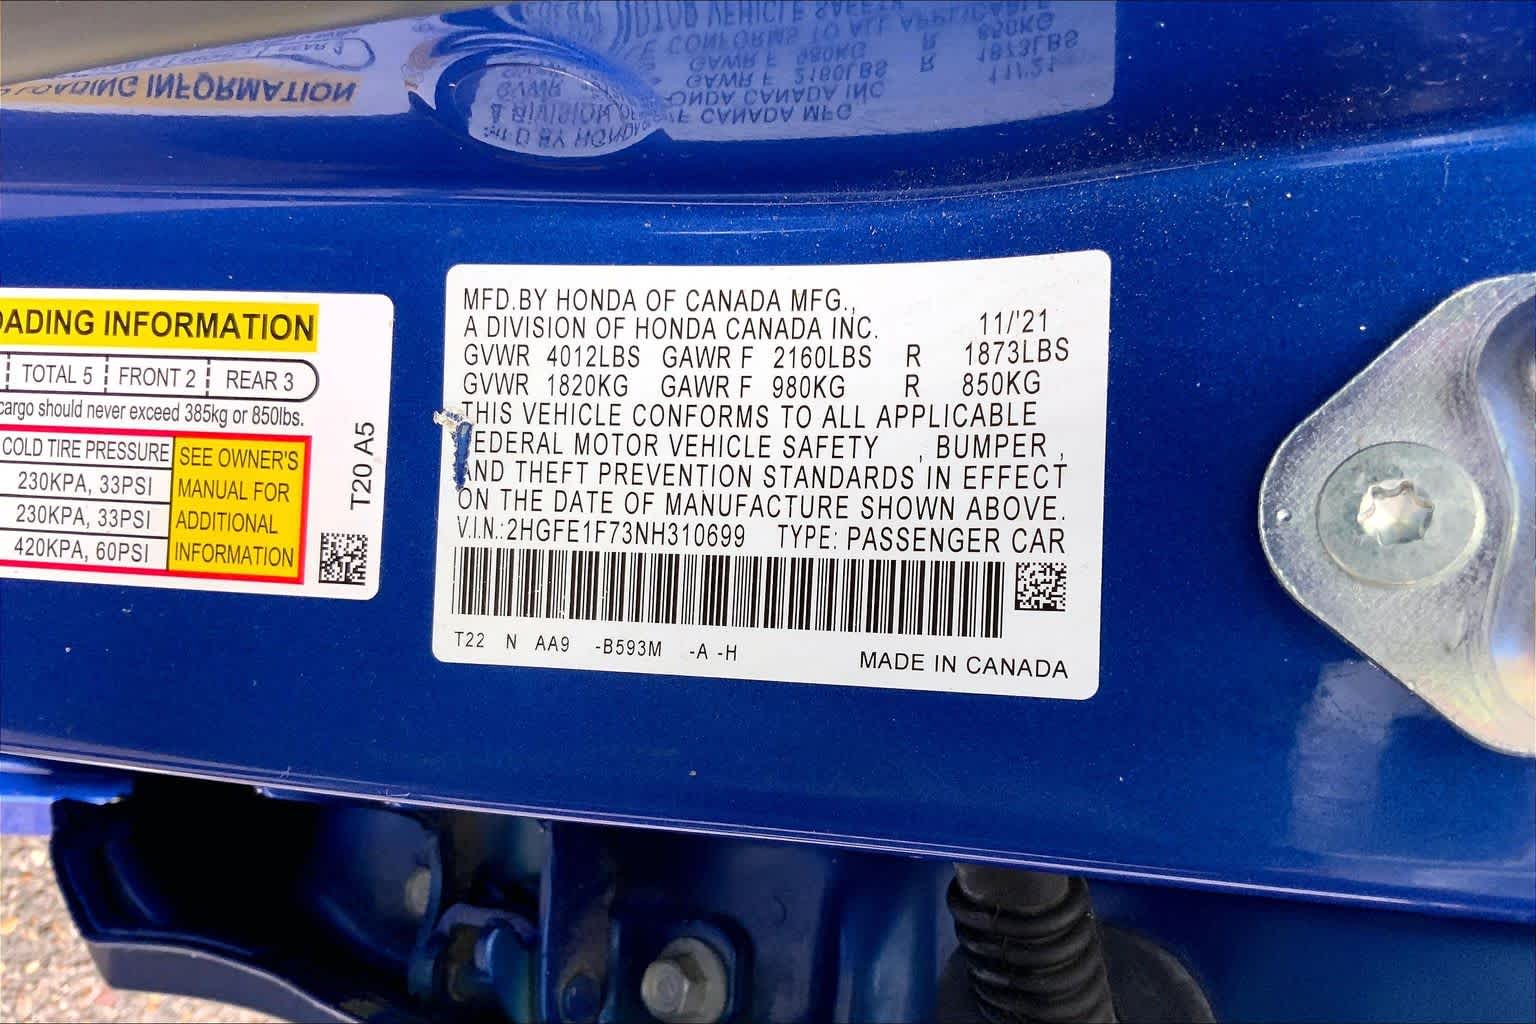 OADING INFORMATION
TOTAL 5 FRONT 2 REAR 3
cargo should never exceed 385kg or 850lbs.
COLD TIRE PRESSURE
230KPA, 33PSI
230KPA, 33PSI
420KPA, 60PSI
SEE OWNER'S
MANUAL FOR
ADDITIONAL
INFORMATION
T20 A5
MFD.BY HONDA OF CANADA MFG.,
A DIVISION OF HONDA CANADA INC. 11/'21
GVWR 4012LBS GAWR F 2160LBS R 1873LBS
GVWR 1820KG GAWR F 980KG R 850KG
THIS VEHICLE CONFORMS TO ALL APPLICABLE
FEDERAL MOTOR VEHICLE SAFETY , BUMPER ,
AND THEFT PREVENTION STANDARDS IN EFFECT
ON THE DATE OF MANUFACTURE SHOWN ABOVE.
V.I.N.:2HGFE1F73NH310699 TYPE: PASSENGER CAR
T22 N AA9 -B593M -A -H
MADE IN CANADA